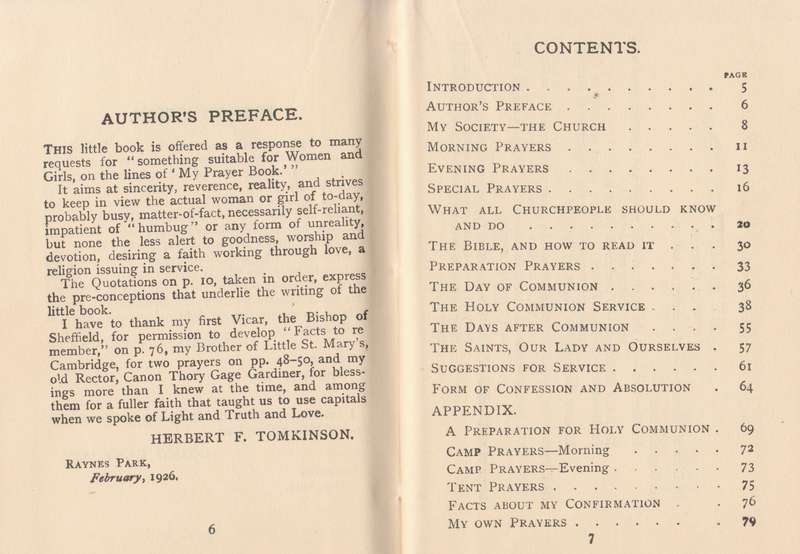 AUTHOR'S PREFACE.
THIS little book is offered as a response to many
requests for "something suitable for Women and
Girls, on the lines of 'My Prayer Book.'"
It aims at sincerity, reverence, reality, and strives
to keep in view the actual woman or girl of to-day,
probably busy, matter-of-fact, necessarily self-reliant,
impatient of "humbug" or any form of unreality,
but none the less alert to goodness, worship and
devotion, desiring a faith working through love, a
religion issuing in service.
The Quotations on p. 10, taken in order, express
the pre-conceptions that underlie the writing of the
little book.
I have to thank my first Vicar, the Bishop of
Sheffield, for permission to develop "Facts to re
member," on p. 76, my Brother of Little St. Mary's,
Cambridge, for two prayers on pp. 48-50, and my
old Rector, Canon Thory Gage Gardiner, for bless-
ings more than I knew at the time, and among
them for a fuller faith that taught us to use capitals
when we spoke of Light and Truth and Love.
HERBERT F. TOMKINSON.
RAYNES PARK,
February, 1926.
6
CONTENTS.
PAGE
INTRODUCTION . . . . . . . . . . 5
AUTHOR'S PREFACE . . . . . . . . 6
MY SOCIETY—THE CHURCH . . . . . 8
MORNING PRAYERS . . . . . . . . 11
EVENING PRAYERS . . . . . . . . 13
SPECIAL PRAYERS . . . . . . . . . 16
WHAT ALL CHURCHPEOPLE SHOULD KNOW
AND DO . . . . . . . . . . 20
THE BIBLE, AND HOW TO READ IT . . . 30
PREPARATION PRAYERS . . . . . . . 33
THE DAY OF COMMUNION . . . . . . 36
THE HOLY COMMUNION SERVICE . . . . 38
THE DAYS AFTER COMMUNION . . . . 55
THE SAINTS, OUR LADY AND OURSELVES . 57
SUGGESTIONS FOR SERVICE . . . . . . 61
FORM OF CONFESSION AND ABSOLUTION . 64
APPENDIX.
A PREPARATION FOR HOLY COMMUNION . 69
CAMP PRAYERS—Morning . . . . . 72
CAMP PRAYERS—Evening . . . . . . 73
TENT PRAYERS . . . . . . . . . 75
FACTS ABOUT MY CONFIRMATION . . . 76
MY OWN PRAYERS . . . . . . . . 79
7